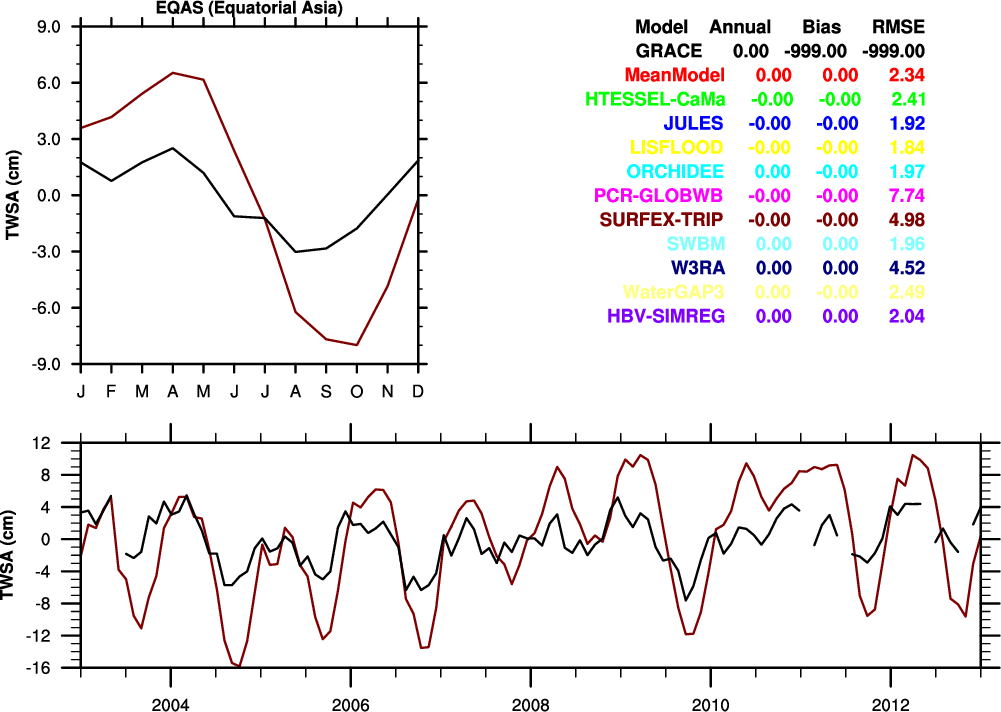 EQAS (Equatorial Asia)
9.0
6.0
3.0
0.0
-3.0
-6.0
-9.0
TWSA (cm)
J F M A M J J A S O N D
Model Annual Bias RMSE
GRACE 0.00 -999.00 -999.00
MeanModel 0.00 0.00 2.34
HTESSEL-CaMa -0.00 -0.00 2.41
JULES -0.00 -0.00 1.92
LISFLOOD -0.00 -0.00 1.84
ORCHIDEE 0.00 0.00 1.97
PCR-GLOBWB -0.00 -0.00 7.74
SURFEX-TRIP -0.00 -0.00 4.98
SWBM 0.00 0.00 1.96
W3RA 0.00 0.00 4.52
WaterGAP3 0.00 -0.00 2.49
HBV-SIMREG 0.00 0.00 2.04
12
8
4
0
-4
-8
-12
-16
TWSA (cm)
2004 2006 2008 2010 2012